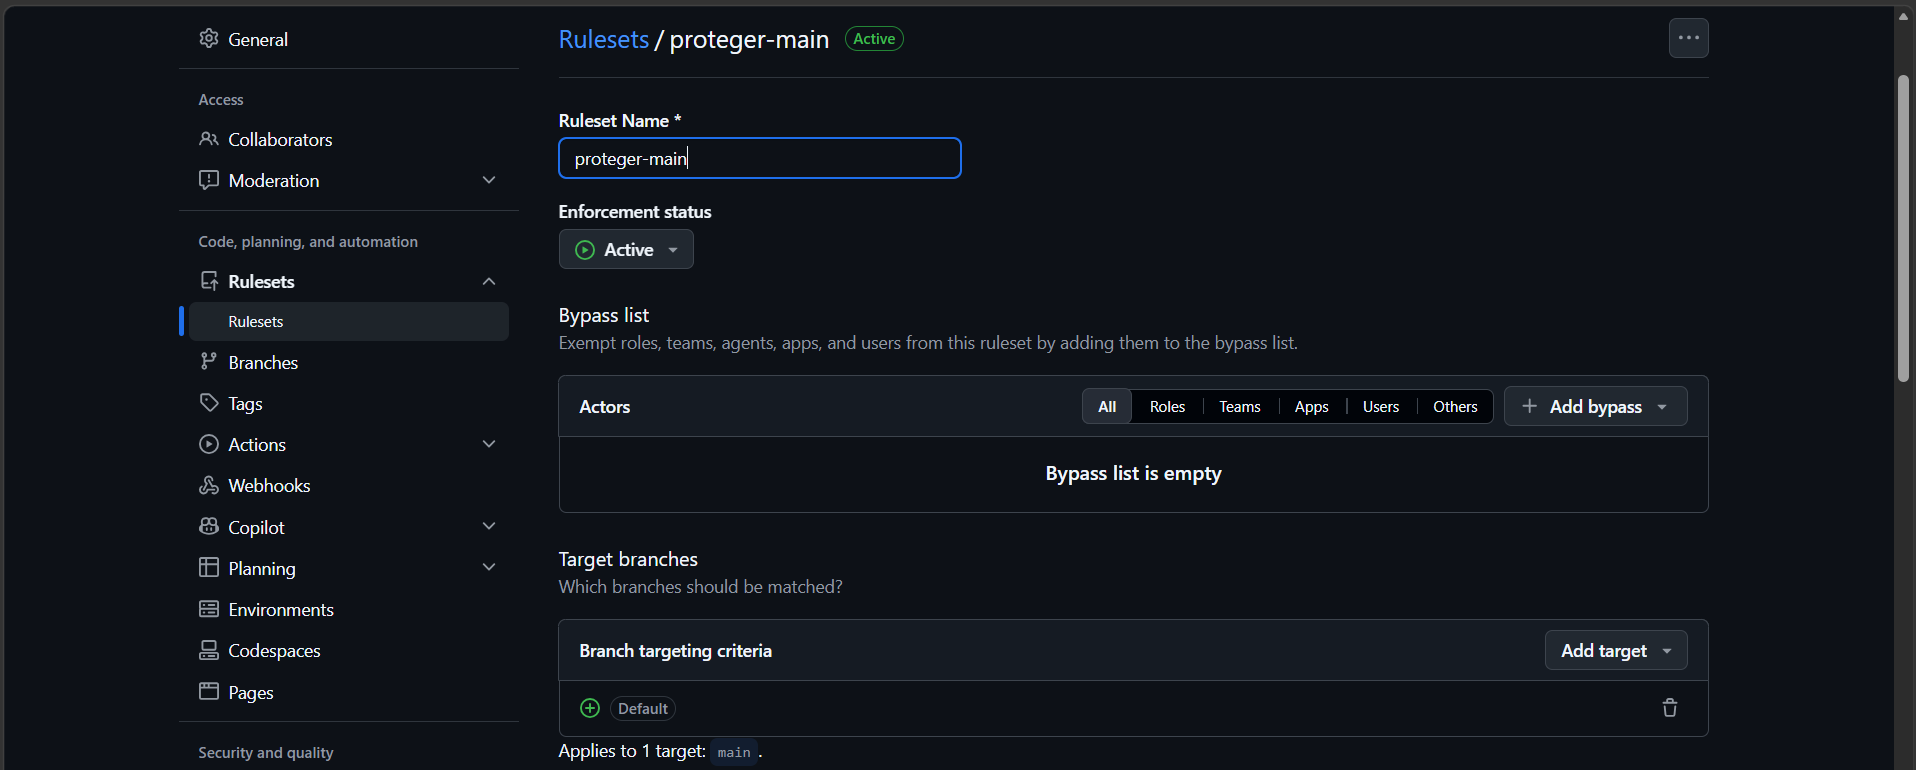 General
Access
Collaborators
Moderation
Code, planning, and automation
Rulesets
Rulesets
Branches
Tags
Actions
Webhooks
Copilot
Planning
Environments
Codespaces
Pages
Security and quality
Rulesets / proteger-main Active
Ruleset Name *
proteger-main
Enforcement status
Active
Bypass list
Exempt roles, teams, agents, apps, and users from this ruleset by adding them to the bypass list.
Actors All Roles Teams Apps Users Others Add bypass
Bypass list is empty
Target branches
Which branches should be matched?
Branch targeting criteria Add target
Default
Applies to 1 target: main .